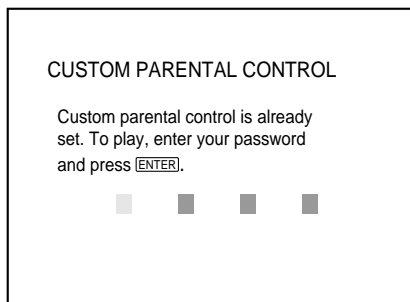 CUSTOM PARENTAL CONTROL
Custom parental control is already
set. To play, enter your password
and press ENTER.